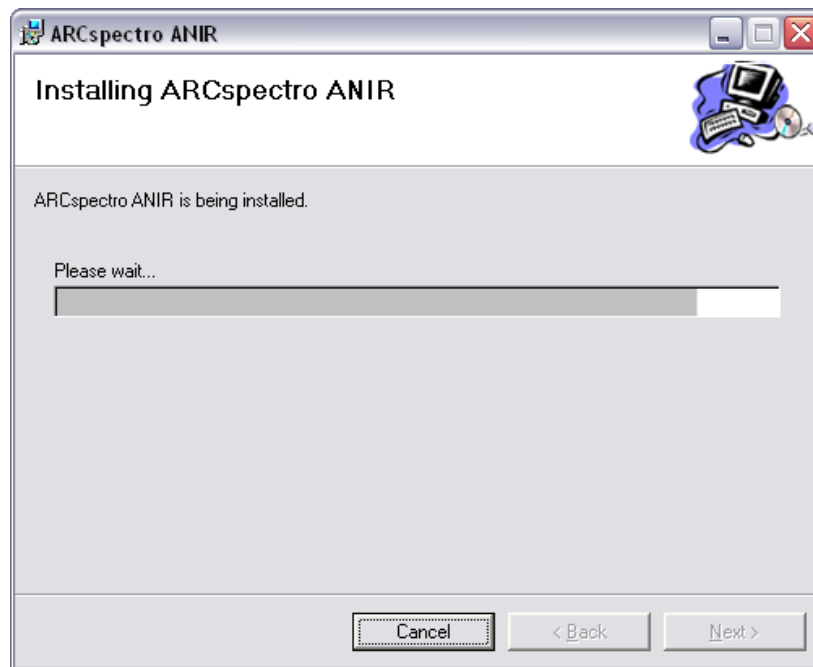 ARCspectro ANIR
Installing ARCspectro ANIR
ARCspectro ANIR is being installed.
Please wait...
Cancel
< Back
Next >